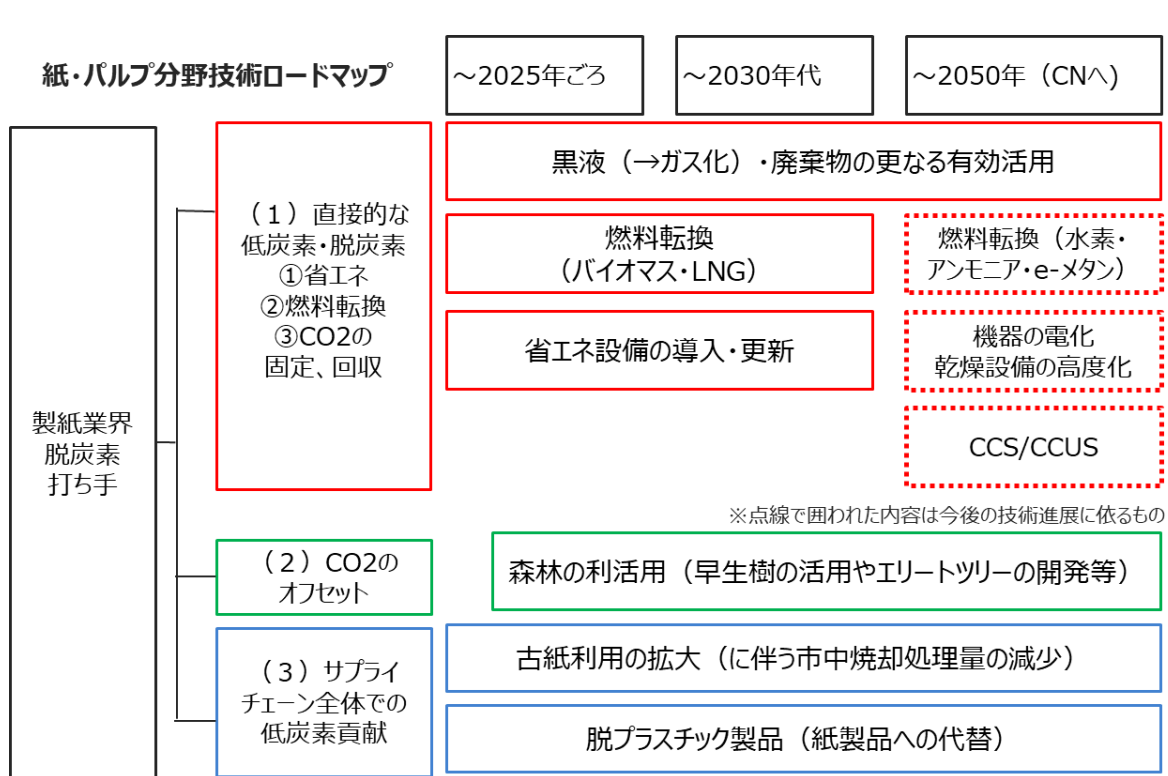 紙・パルプ分野技術ロードマップ
～2025年ごろ
～2030年代
～2050年（CNへ）
製紙業界
脱炭素
打ち手
（１）直接的な
低炭素・脱炭素
①省エネ
②燃料転換
③CO2の
固定、回収
黒液（→ガス化）・廃棄物の更なる有効活用
燃料転換
（バイオマス・LNG）
燃料転換（水素・
アンモニア・e-メタン）
省エネ設備の導入・更新
機器の電化
乾燥設備の高度化
CCS/CCUS
※点線で囲われた内容は今後の技術進展に依るもの
（２）CO2の
オフセット
森林の利活用（早生樹の活用やエリートツリーの開発等）
（３）サプライ
チェーン全体での
低炭素貢献
古紙利用の拡大（に伴う市中焼却処理量の減少）
脱プラスチック製品（紙製品への代替）